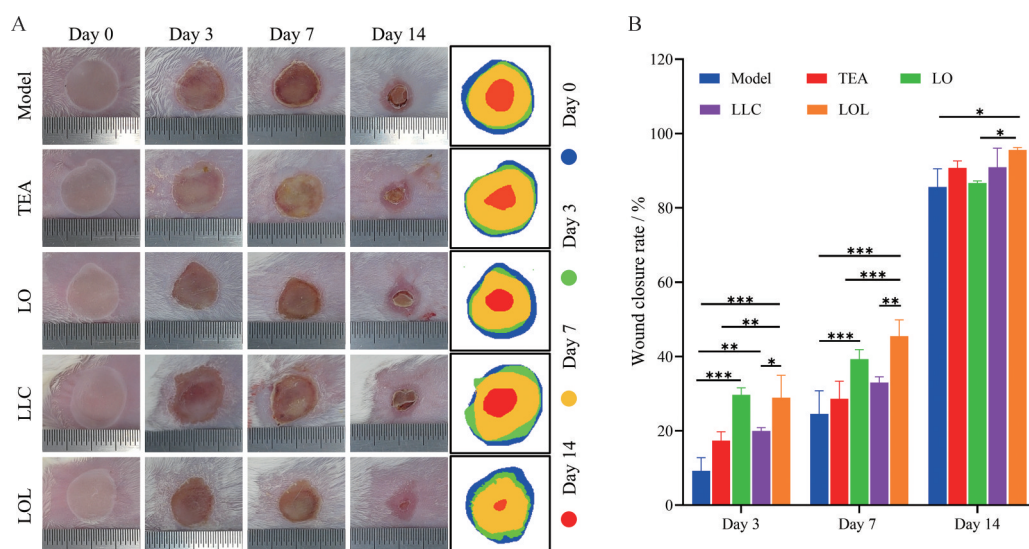 A
Day 0
Day 3
Day 7
Day 14
Model
TEA
LO
LLC
LOL
Day 0
Day 3
Day 7
Day 14
B
Model
TEA
LO
LLC
LOL
Wound closure rate / %
120
100
80
60
40
20
0
***
**
**
***
*
***
***
**
***
*
*
Day 3
Day 7
Day 14